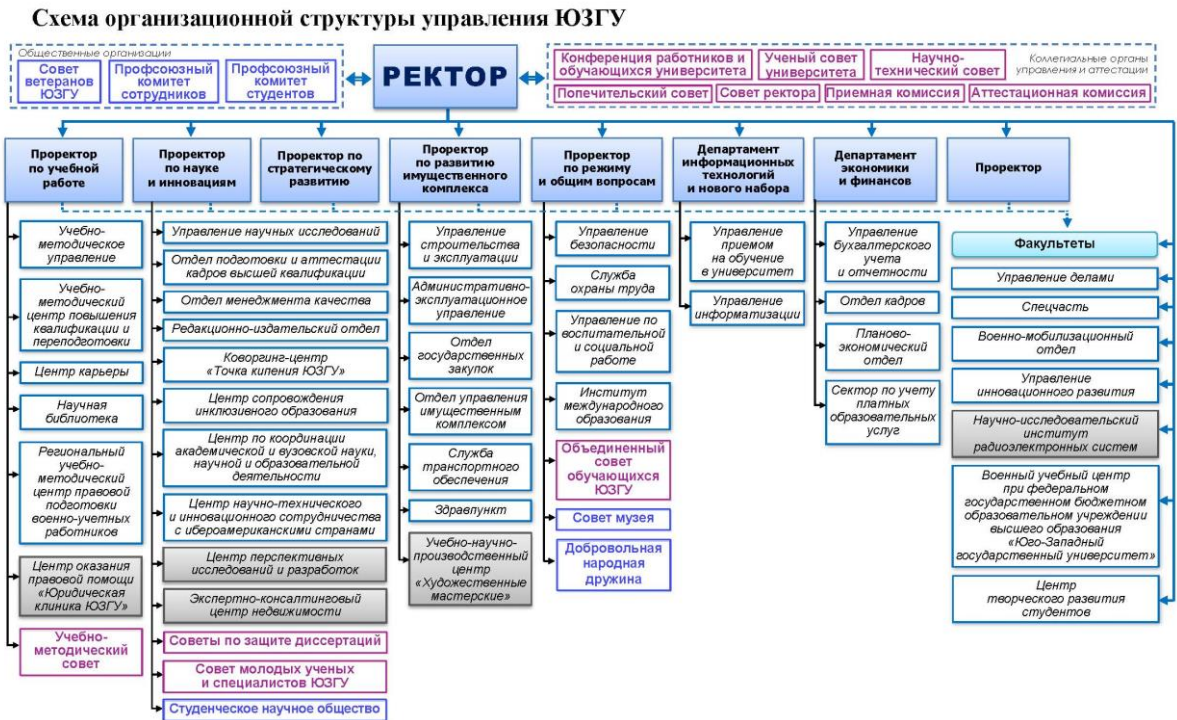 Схема организационной структуры управления ЮЗГУ
Общественные организации
Совет
ветеранов
ЮЗГУ
Профсоюзный
комитет
сотрудников
Профсоюзный
комитет
студентов
РЕКТОР
Конференция работников и
обучающихся университета
Ученый совет
университета
Научно-
технический совет
Коллегиальные органы
управления и аттестации
Попечительский совет
Совет ректора
Приемная комиссия
Аттестационная комиссия
Проректор
по учебной
работе
Проректор
по науке
и инновациям
Проректор по
стратегическому
развитию
Проректор
по развитию
имущественного
комплекса
Проректор
по режиму
и общим вопросам
Департамент
информационных
технологий
и нового набора
Департамент
экономики
и финансов
Проректор
Учебно-
методическое
управление
Учебно-
методический
центр повышения
квалификации и
переподготовки
Центр карьеры
Научная
библиотека
Региональный
учебно-
методический
центр правовой
подготовки
военно-учетных
работников
Центр оказания
правовой помощи
«Юридическая
клиника ЮЗГУ»
Учебно-
методический
совет
Управление научных исследований
Отдел подготовки и аттестации
кадров высшей квалификации
Отдел менеджмента качества
Редакционно-издательский отдел
Коворгинг-центр
«Точка кипения ЮЗГУ»
Центр сопровождения
инклюзивного образования
Центр по координации
академической и вузовской науки,
научной и образовательной
деятельности
Центр научно-технического
и инновационного сотрудничества
с ибероамериканскими странами
Центр перспективных
исследований и разработок
Экспертно-консалтинговый
центр недвижимости
Советы по защите диссертаций
Совет молодых ученых
и специалистов ЮЗГУ
Студенческое научное общество
Управление
строительства
и эксплуатации
Административно-
эксплуатационное
управление
Отдел
государственных
закупок
Отдел управления
имущественным
комплексом
Служба
транспортного
обеспечения
Здравпункт
Учебно-научно-
производственный
центр
«Художественные
мастерские»
Управление
безопасности
Служба
охраны труда
Управление по
воспитательной
и социальной
работе
Институт
международного
образования
Объединенный
совет
обучающихся
ЮЗГУ
Совет музея
Добровольная
народная
дружина
Управление
приемом
на обучение
в университет
Управление
информатизации
Управление
бухгалтерского
учета
и отчетности
Отдел кадров
Планово-
экономический
отдел
Сектор по учету
платных
образовательных
услуг
Факультеты
Управление делами
Спецчасть
Военно-мобилизационный
отдел
Управление
инновационного развития
Научно-исследовательский
институт
радиоэлектронных систем
Военный учебный центр
при федеральном
государственном бюджетном
образовательном учреждении
высшего образования
«Юго-Западный
государственный университет»
Центр
творческого развития
студентов